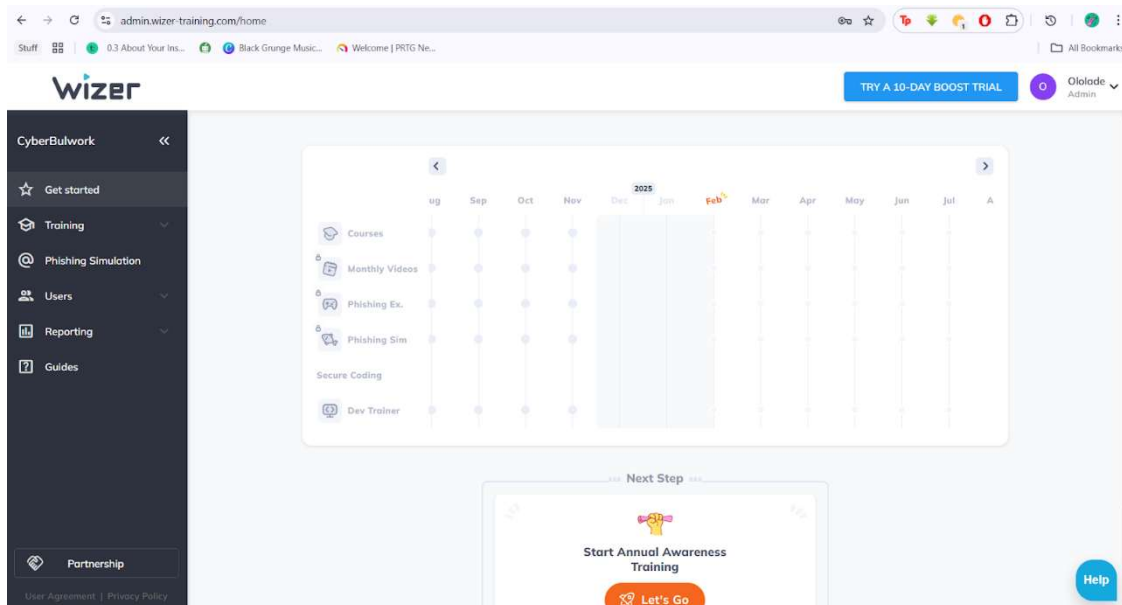 admin.wizer-training.com/home
Stuff 0.3 About Your Ins... Black Grunge Music... Welcome | PRTG Ne... All Bookmarks
wizer
TRY A 10-DAY BOOST TRIAL
O
Ololade
Admin
CyberBulwork
Get started
Training
Phishing Simulation
Users
Reporting
Guides
Partnership
User Agreement | Privacy Policy
2025
ug Sep Oct Nov Dec Jan Feb Mar Apr May Jun Jul A
Courses
Monthly Videos
Phishing Ex.
Phishing Sim
Secure Coding
Dev Trainer
Next Step
Start Annual Awareness
Training
Let's Go
Help